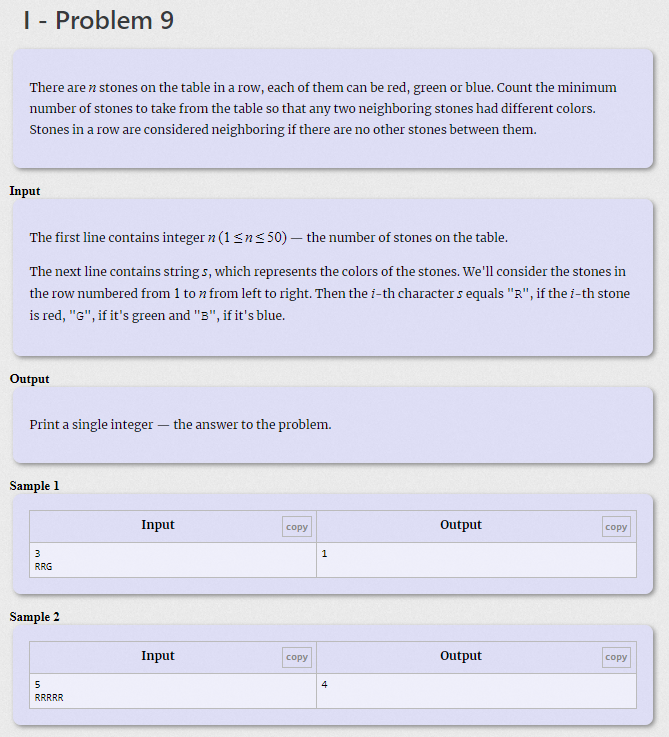 I - Problem 9
There are n stones on the table in a row, each of them can be red, green or blue. Count the minimum
number of stones to take from the table so that any two neighboring stones had different colors.
Stones in a row are considered neighboring if there are no other stones between them.
Input
The first line contains integer n (1 ≤ n ≤ 50) — the number of stones on the table.
The next line contains string s, which represents the colors of the stones. We'll consider the stones in
the row numbered from 1 to n from left to right. Then the i-th character s equals "R", if the i-th stone
is red, "G", if it's green and "B", if it's blue.
Output
Print a single integer — the answer to the problem.
Sample 1
Input copy Output copy
3 1
RRG
Sample 2
Input copy Output copy
5 4
RRRRR